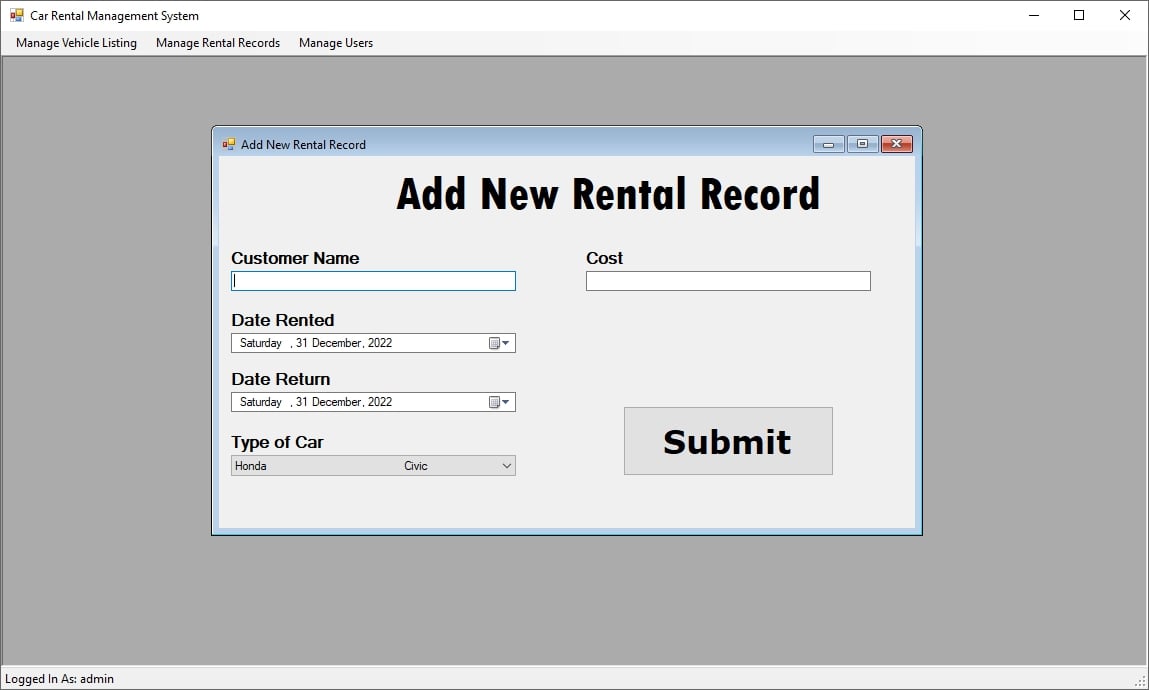 Car Rental Management System
Manage Vehicle Listing Manage Rental Records Manage Users
Add New Rental Record
Add New Rental Record
Customer Name
Cost
Date Rented
Saturday , 31 December, 2022
Date Return
Saturday , 31 December, 2022
Type of Car
Honda Civic
Submit
Logged In As: admin